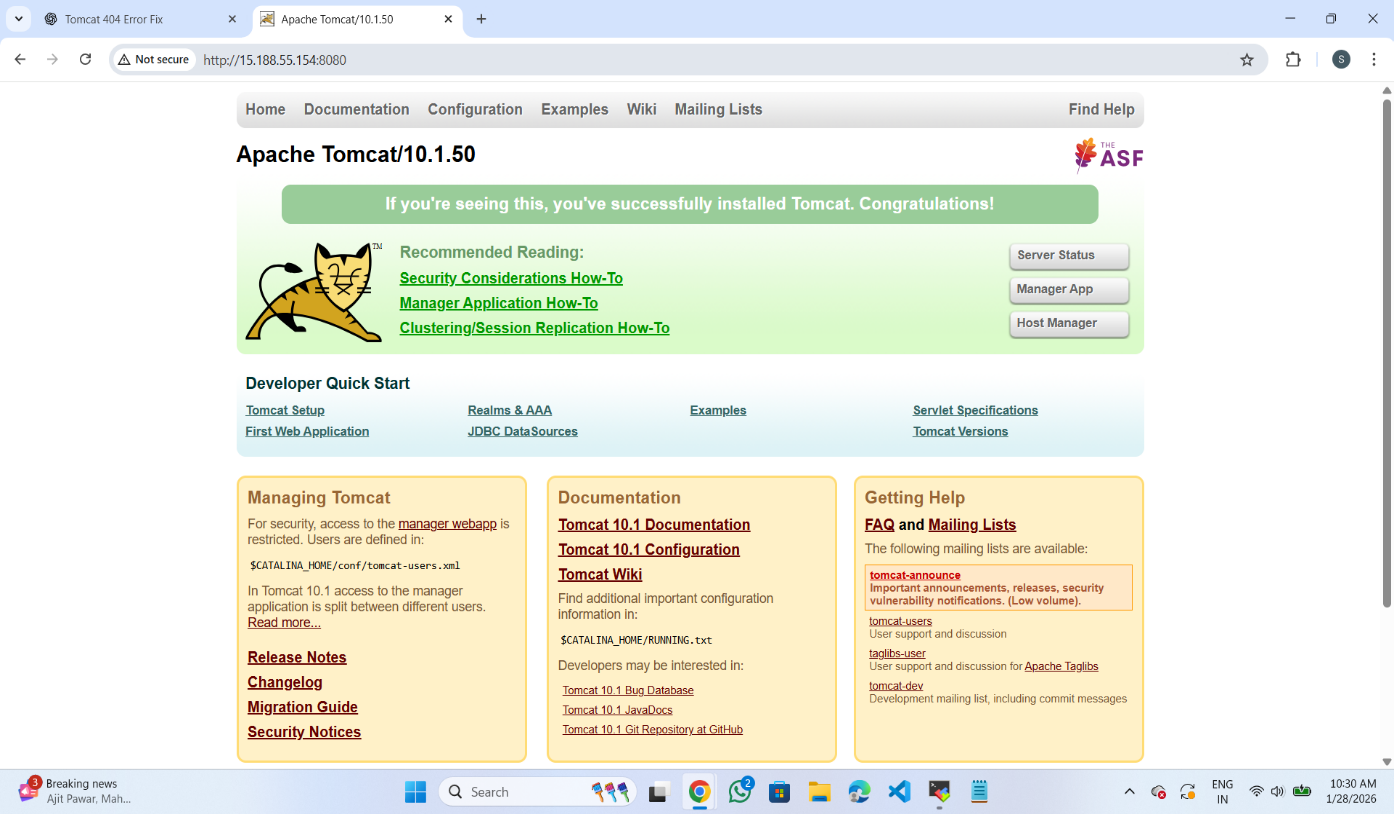 Tomcat 404 Error Fix
Apache Tomcat/10.1.50
Not secure
http://15.188.55.154:8080
S
Home Documentation Configuration Examples Wiki Mailing Lists Find Help
Apache Tomcat/10.1.50
THE
ASF
If you're seeing this, you've successfully installed Tomcat. Congratulations!
TM
Recommended Reading:
Security Considerations How-To
Manager Application How-To
Clustering/Session Replication How-To
Server Status
Manager App
Host Manager
Developer Quick Start
Tomcat Setup
First Web Application
Realms & AAA
JDBC DataSources
Examples
Servlet Specifications
Tomcat Versions
Managing Tomcat
For security, access to the manager webapp is
restricted. Users are defined in:
$CATALINA_HOME/conf/tomcat-users.xml
In Tomcat 10.1 access to the manager
application is split between different users.
Read more...
Release Notes
Changelog
Migration Guide
Security Notices
Documentation
Tomcat 10.1 Documentation
Tomcat 10.1 Configuration
Tomcat Wiki
Find additional important configuration
information in:
$CATALINA_HOME/RUNNING.txt
Developers may be interested in:
Tomcat 10.1 Bug Database
Tomcat 10.1 JavaDocs
Tomcat 10.1 Git Repository at GitHub
Getting Help
FAQ and Mailing Lists
The following mailing lists are available:
tomcat-announce
Important announcements, releases, security
vulnerability notifications. (Low volume).
tomcat-users
User support and discussion
taglibs-user
User support and discussion for Apache Taglibs
tomcat-dev
Development mailing list, including commit messages
3
Breaking news
Ajit Pawar, Mah...
Search
2
ENG
IN
10:30 AM
1/28/2026